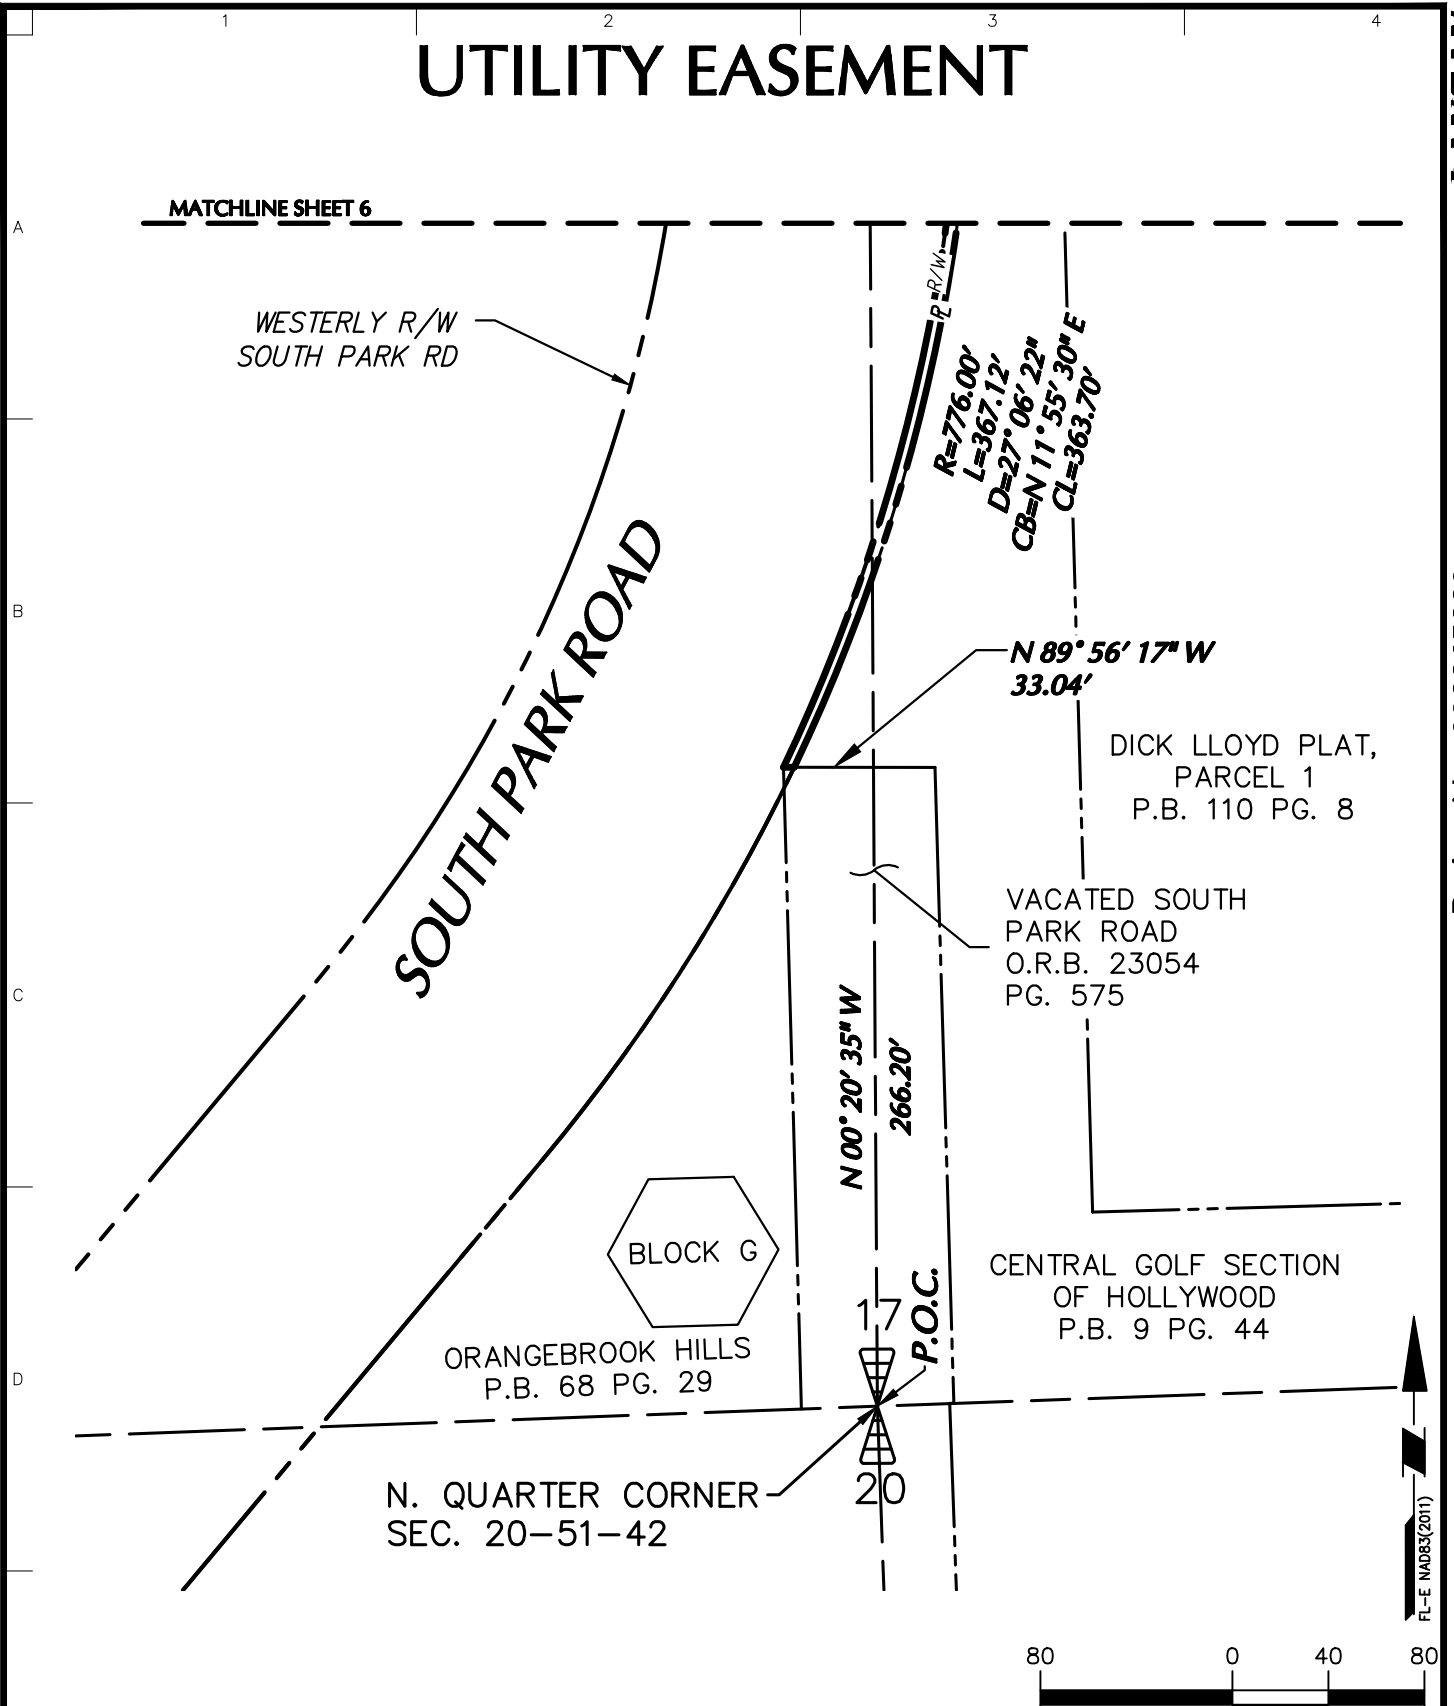 1 2 3 4
UTILITY EASEMENT
MATCHLINE SHEET 6
A
WESTERLY R/W
SOUTH PARK RD
R/W
PL
R=776.00'
L=367.12'
D=27° 06' 22"
CB=N 11° 55' 30" E
CL=363.70'
SOUTH PARK ROAD
B
N 89° 56' 17" W
33.04'
DICK LLOYD PLAT,
PARCEL 1
P.B. 110 PG. 8
VACATED SOUTH
PARK ROAD
O.R.B. 23054
PG. 575
C
N 00° 20' 35" W
266.20'
BLOCK G
CENTRAL GOLF SECTION
OF HOLLYWOOD
P.B. 9 PG. 44
17
P.O.C.
ORANGEBROOK HILLS
P.B. 68 PG. 29
D
N. QUARTER CORNER
SEC. 20-51-42
20
FL-E NAD83(2011)
80 0 40 80